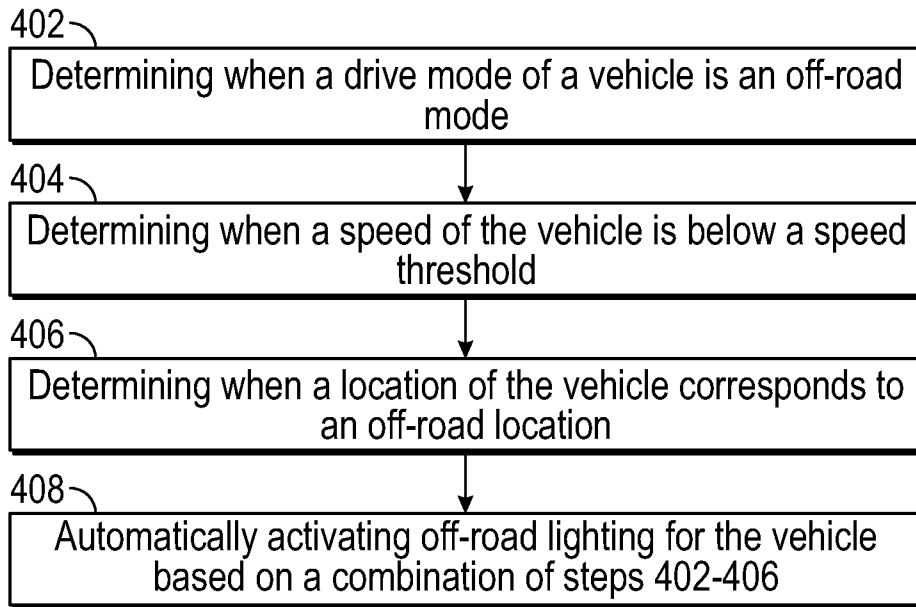 402
Determining when a drive mode of a vehicle is an off-road
mode
404
Determining when a speed of the vehicle is below a speed
threshold
406
Determining when a location of the vehicle corresponds to
an off-road location
408
Automatically activating off-road lighting for the vehicle
based on a combination of steps 402-406